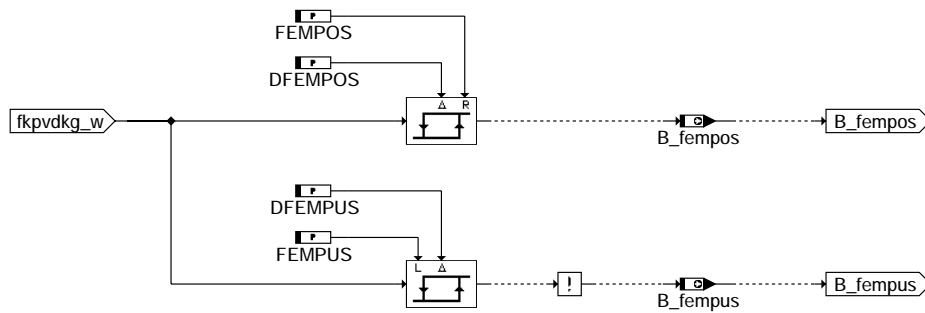 P
FEMPOS
P
DFEMPOS
Δ R
fkpvdkg_w
B_fempos
B_fempos
P
DFEMPUS
P
FEMPUS
L Δ
!
B_fempus
B_fempus